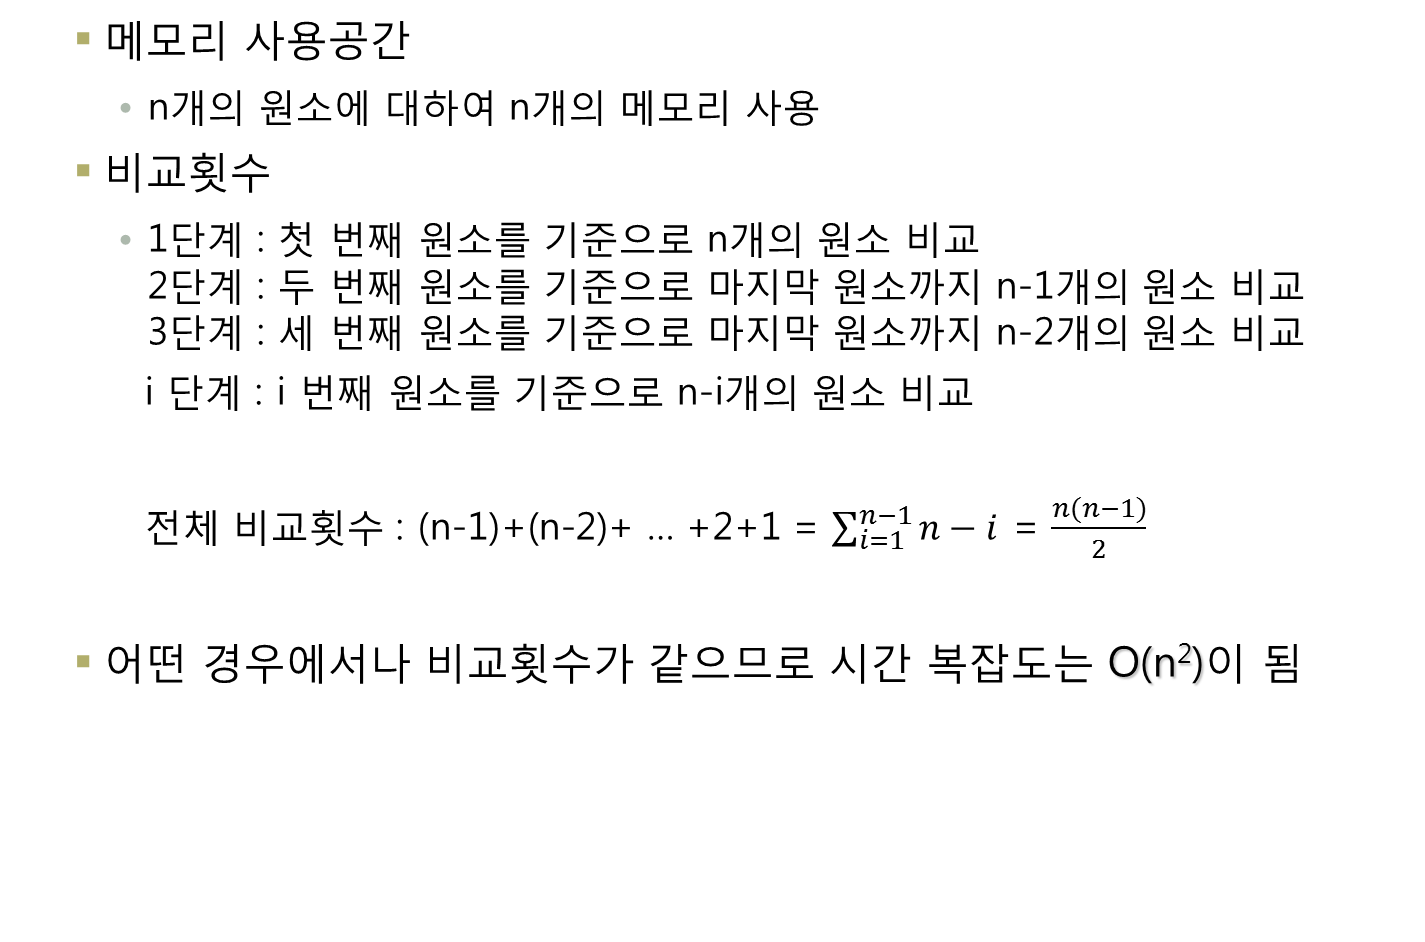 ▪ 메모리 사용공간
• n개의 원소에 대하여 n개의 메모리 사용
▪ 비교횟수
• 1단계 : 첫 번째 원소를 기준으로 n개의 원소 비교
2단계 : 두 번째 원소를 기준으로 마지막 원소까지 n-1개의 원소 비교
3단계 : 세 번째 원소를 기준으로 마지막 원소까지 n-2개의 원소 비교
i 단계 : i 번째 원소를 기준으로 n-i개의 원소 비교
전체 비교횟수 : (n-1)+(n-2)+ ... +2+1 = ∑_{i=1}^{n-1} n − i = n(n−1)/2
▪ 어떤 경우에서나 비교횟수가 같으므로 시간 복잡도는 O(n²)이 됨